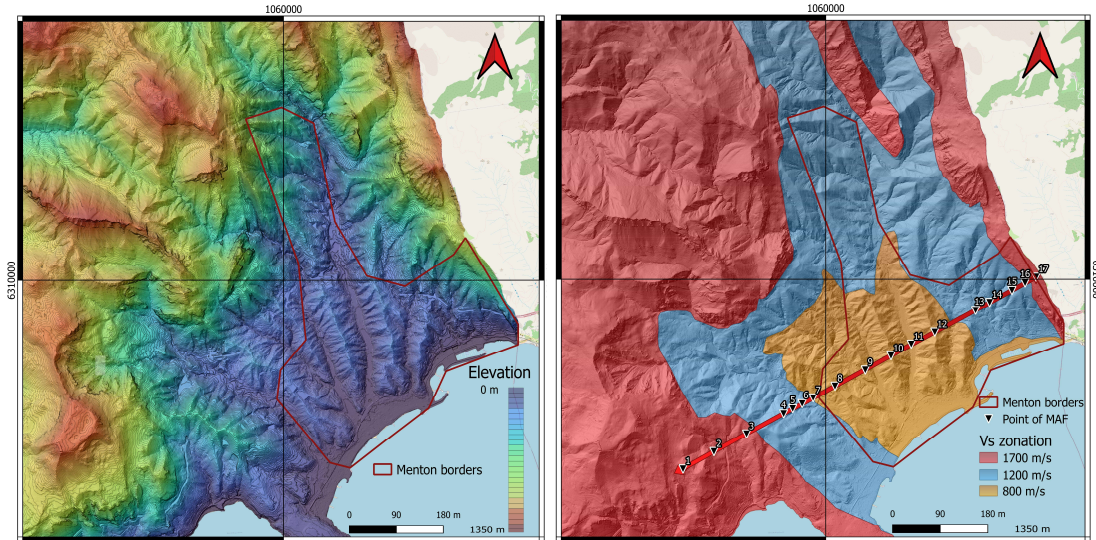 1060000
6310000
Elevation
0 m
Menton borders
0 90 180 m
1350 m
1060000
6310000
1
2
3
4
5
6
7
8
9
10
11
12
13
14
15
16
17
Menton borders
Point of MAF
Vs zonation
1700 m/s
1200 m/s
800 m/s
0 90 180 m
1350 m